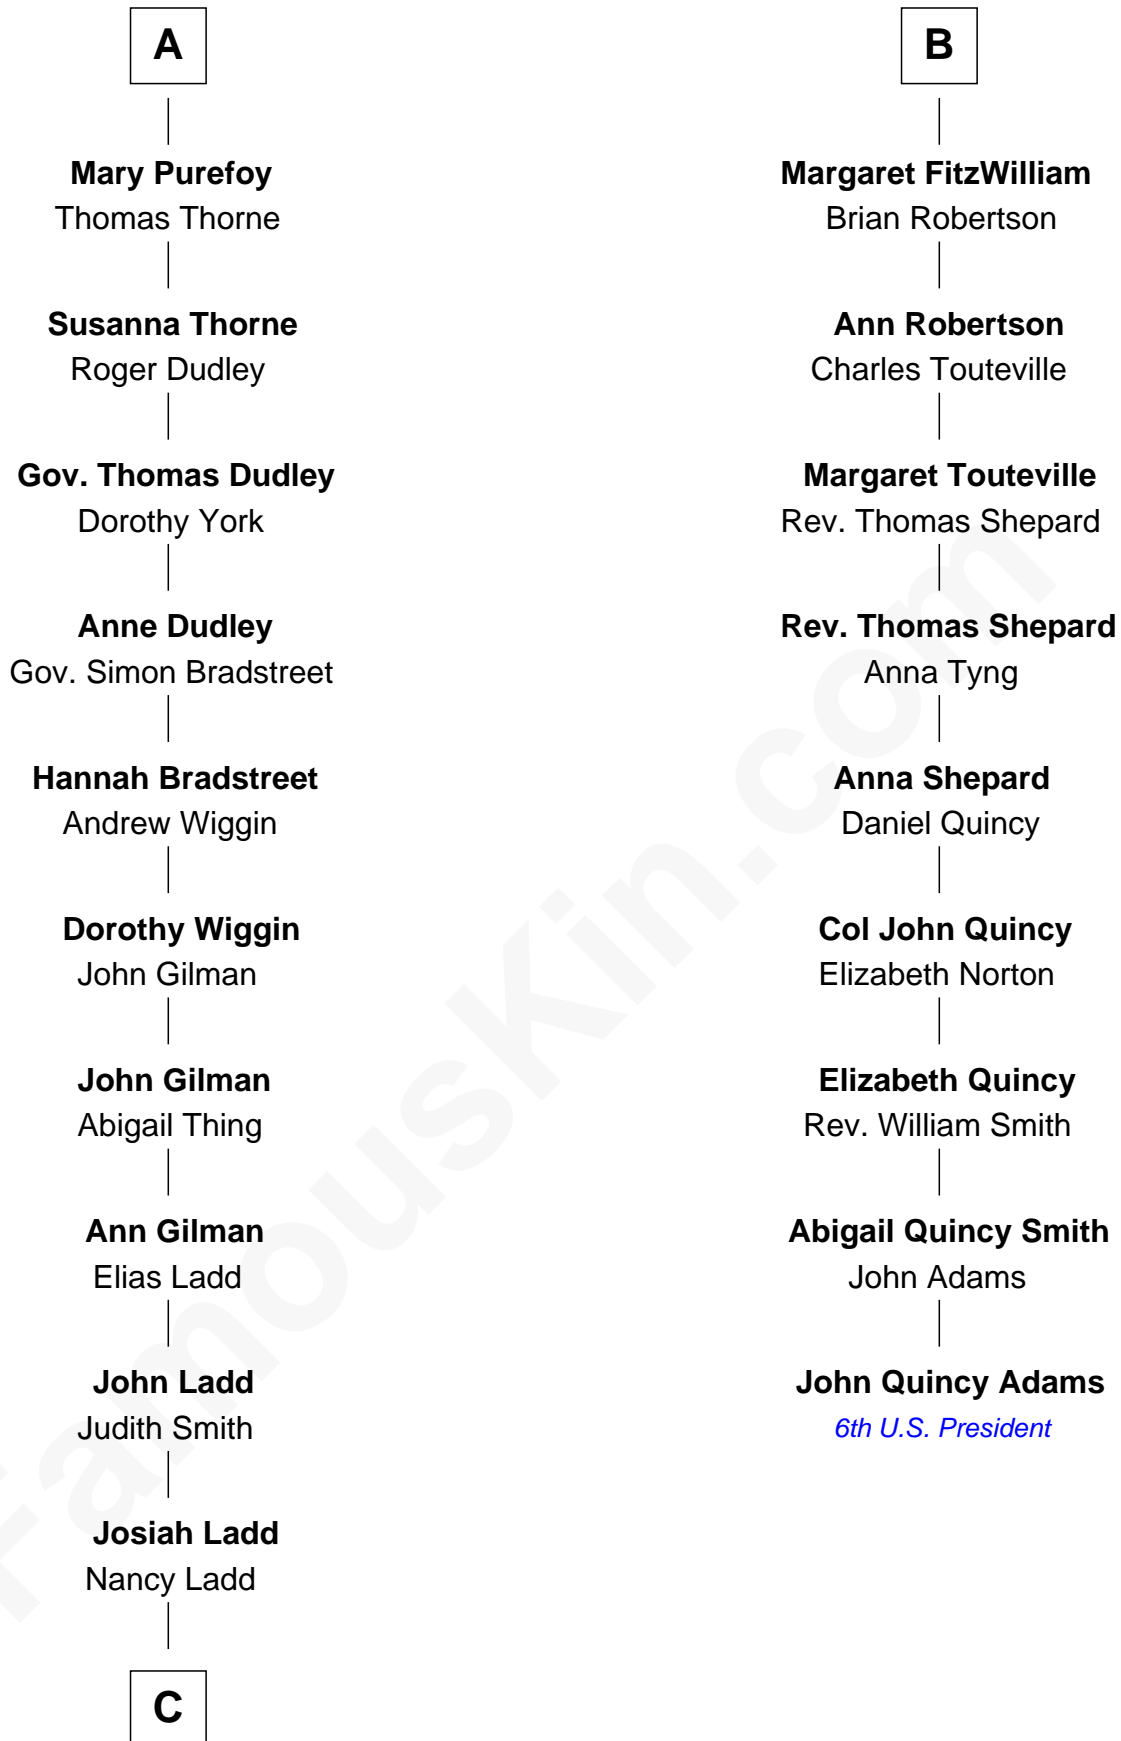 A
Mary Purefoy
Thomas Thorne
Susanna Thorne
Roger Dudley
Gov. Thomas Dudley
Dorothy York
Anne Dudley
Gov. Simon Bradstreet
Hannah Bradstreet
Andrew Wiggin
Dorothy Wiggin
John Gilman
John Gilman
Abigail Thing
Ann Gilman
Elias Ladd
John Ladd
Judith Smith
Josiah Ladd
Nancy Ladd
C
B
Margaret FitzWilliam
Brian Robertson
Ann Robertson
Charles Touteville
Margaret Touteville
Rev. Thomas Shepard
Rev. Thomas Shepard
Anna Tyng
Anna Shepard
Daniel Quincy
Col John Quincy
Elizabeth Norton
Elizabeth Quincy
Rev. William Smith
Abigail Quincy Smith
John Adams
John Quincy Adams
6th U.S. President
FamousKin.com